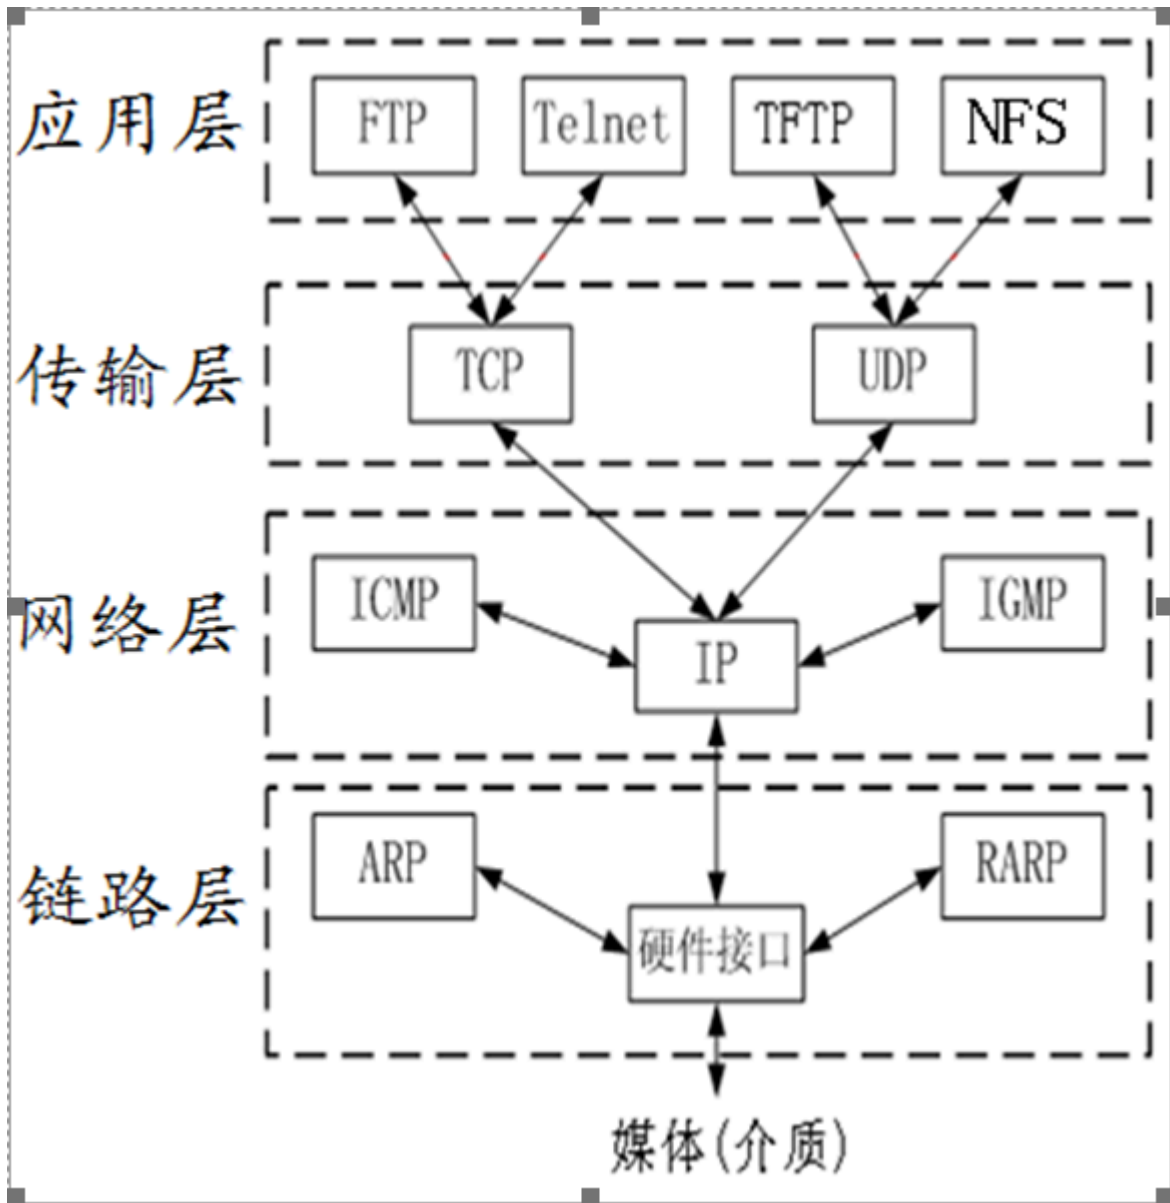 应用层
FTP
Telnet
TFTP
NFS
传输层
TCP
UDP
网络层
ICMP
IGMP
IP
链路层
ARP
RARP
硬件接口
媒体(介质)